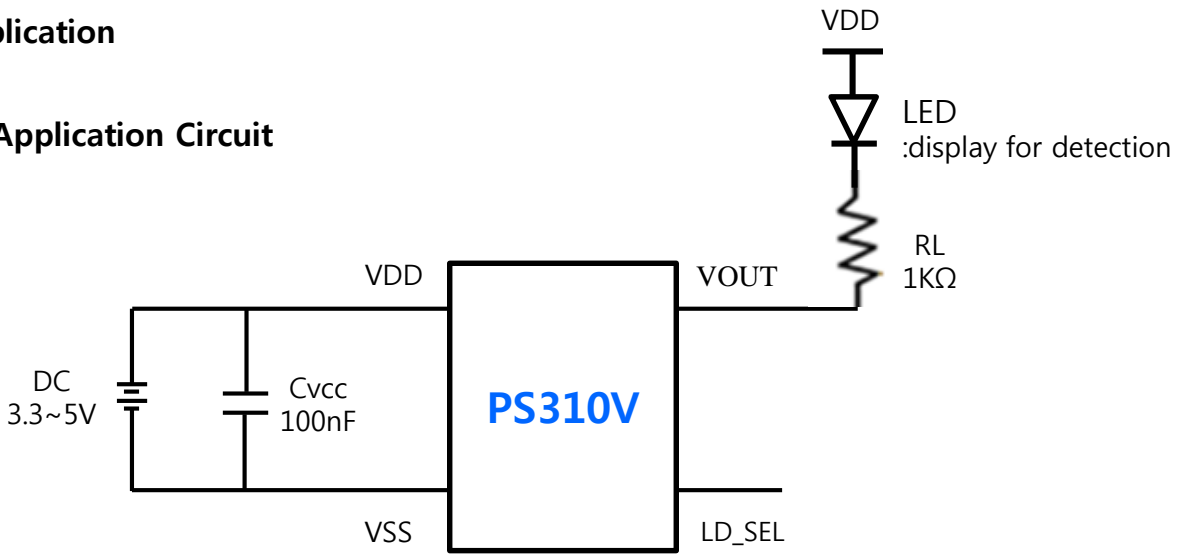 plication
Application Circuit
VDD
LED
:display for detection
RL
1KΩ
VDD
VOUT
DC
3.3~5V
Cvcc
100nF
PS310V
VSS
LD_SEL